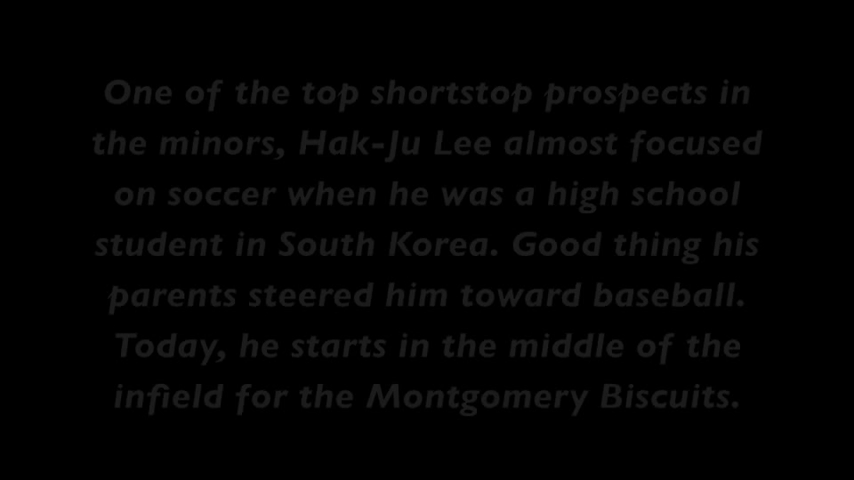 One of the top shortstop prospects in
the minors, Hak-Ju Lee almost focused
on soccer when he was a high school
student in South Korea. Good thing his
parents steered him toward baseball.
Today, he starts in the middle of the
infield for the Montgomery Biscuits.